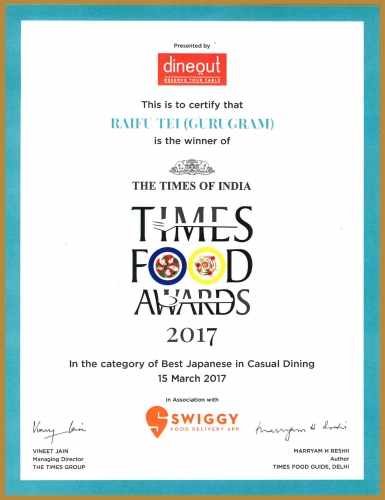 Presented by
dineout
RESERVE YOUR TABLE
This is to certify that
RAIFU TEI (GURUGRAM)
is the winner of
THE TIMES OF INDIA
TIMES
FOOD
AWARDS
2017
In the category of Best Japanese in Casual Dining
15 March 2017
In Association with
SWIGGY
FOOD DELIVERY APP
Vineet Jain
Marryam H Reshii
VINEET JAIN
Managing Director
THE TIMES GROUP
MARRYAM H RESHII
Author
TIMES FOOD GUIDE, DELHI